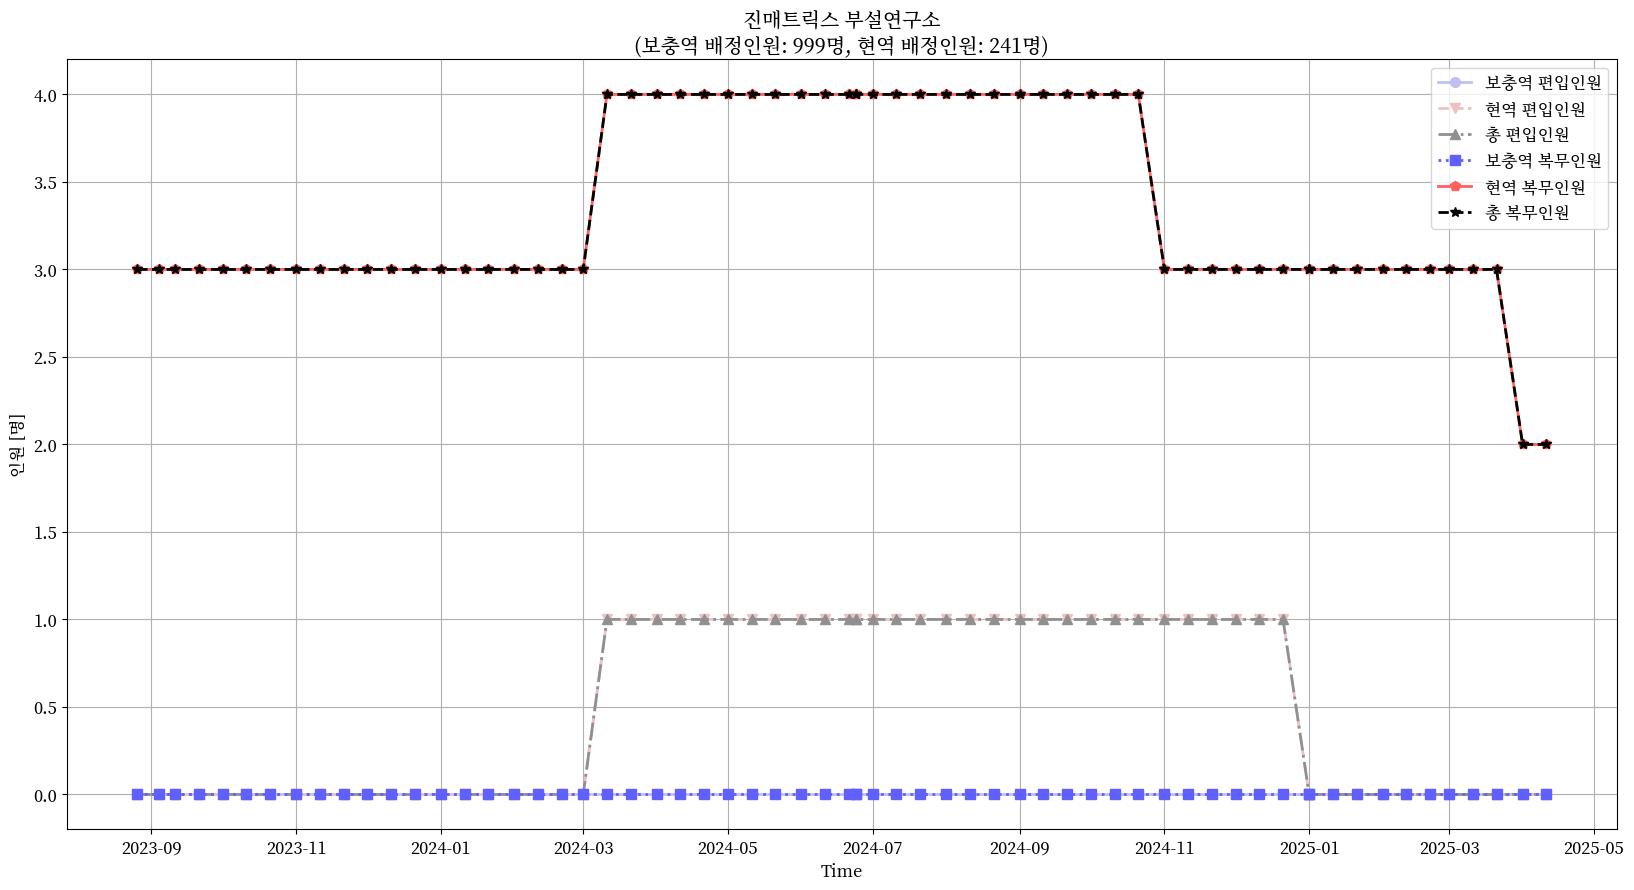 진매트릭스 부설연구소
(보충역 배정인원: 999명, 현역 배정인원: 241명)
보충역 편입인원
현역 편입인원
총 편입인원
보충역 복무인원
현역 복무인원
총 복무인원
인원 [명]
4.0
3.5
3.0
2.5
2.0
1.5
1.0
0.5
0.0
2023-09 2023-11 2024-01 2024-03 2024-05 2024-07 2024-09 2024-11 2025-01 2025-03 2025-05
Time